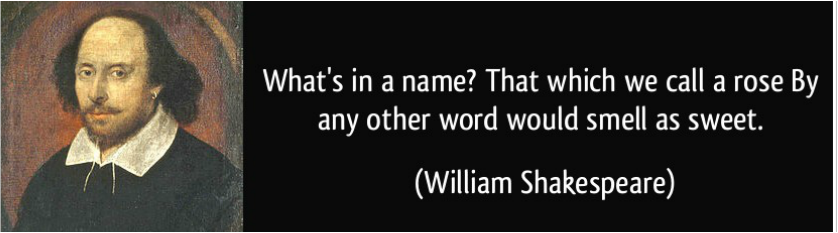 What's in a name? That which we call a rose By
any other word would smell as sweet.
(William Shakespeare)